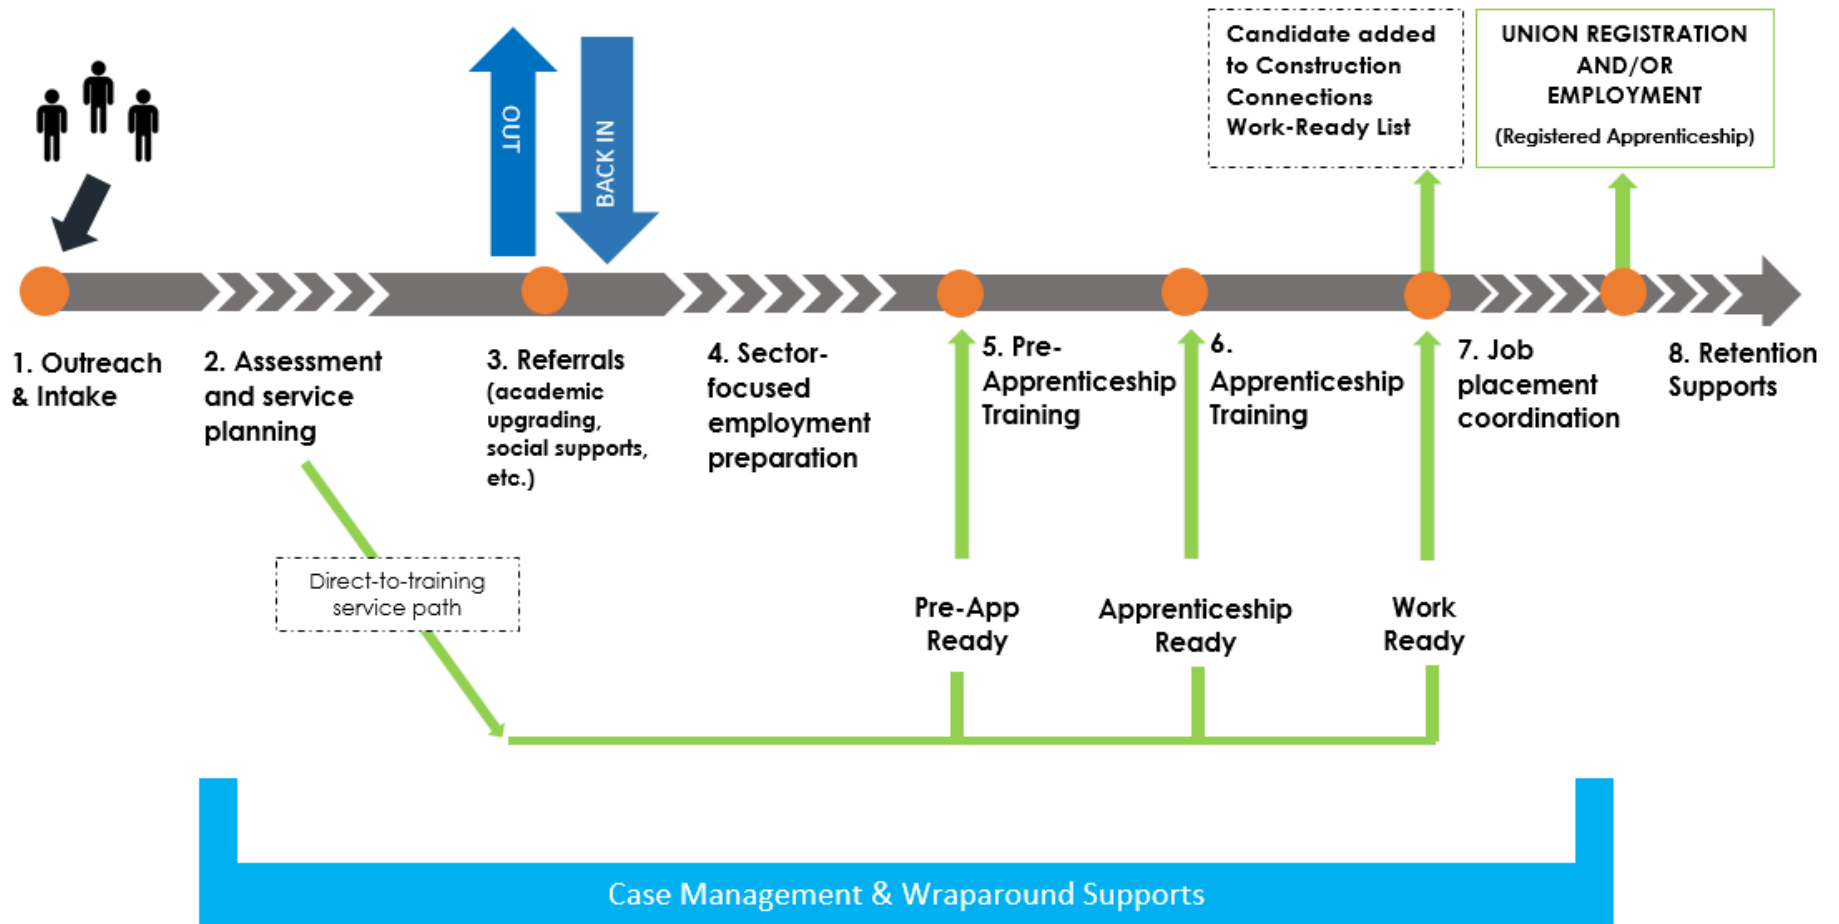 Candidate added
to Construction
Connections
Work-Ready List
UNION REGISTRATION
AND/OR
EMPLOYMENT
(Registered Apprenticeship)
OUT
BACK IN
1. Outreach
& Intake
2. Assessment
and service
planning
3. Referrals
(academic
upgrading,
social supports,
etc.)
4. Sector-
focused
employment
preparation
5. Pre-
Apprenticeship
Training
6.
Apprenticeship
Training
7. Job
placement
coordination
8. Retention
Supports
Direct-to-training
service path
Pre-App
Ready
Apprenticeship
Ready
Work
Ready
Case Management & Wraparound Supports